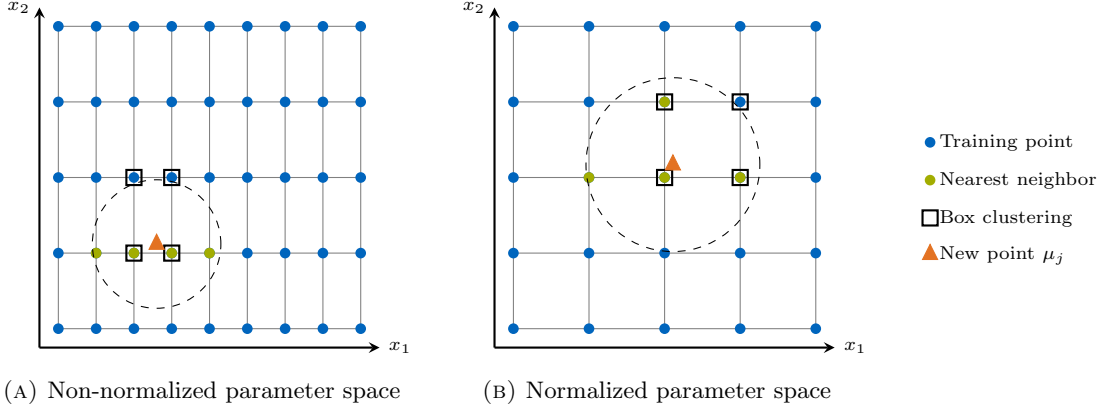 x₂
x₁
(A) Non-normalized parameter space
x₂
x₁
(B) Normalized parameter space
Training point
Nearest neighbor
Box clustering
New point μⱼ